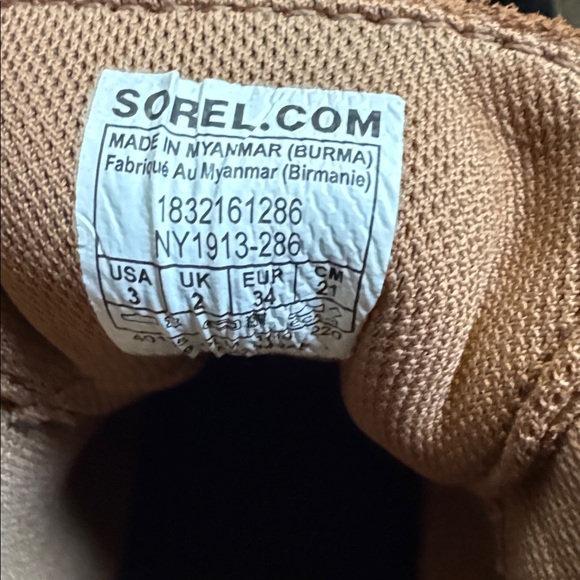 SOREL.COM
MADE IN MYANMAR (BURMA)
Fabriqué Au Myanmar (Birmanie)
1832161286
NY1913-286
USA UK EUR CM
3 2 34 21
220